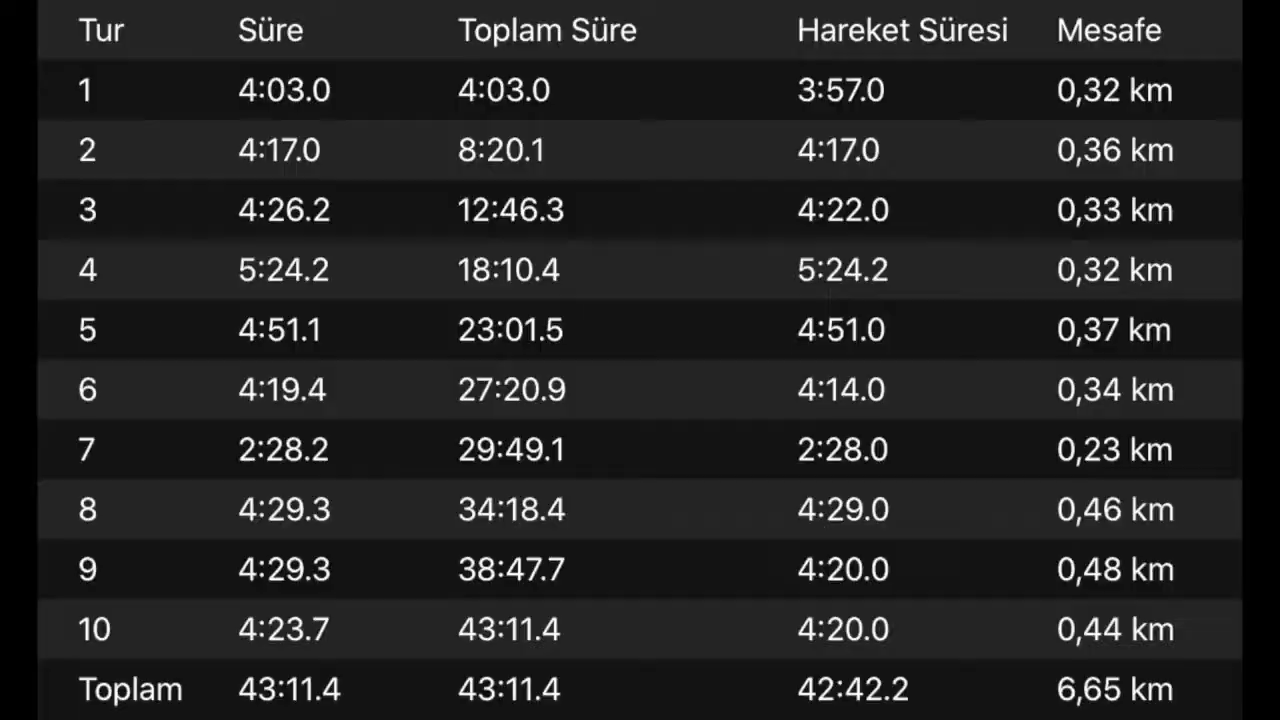 Tur Süre Toplam Süre Hareket Süresi Mesafe
1 4:03.0 4:03.0 3:57.0 0,32 km
2 4:17.0 8:20.1 4:17.0 0,36 km
3 4:26.2 12:46.3 4:22.0 0,33 km
4 5:24.2 18:10.4 5:24.2 0,32 km
5 4:51.1 23:01.5 4:51.0 0,37 km
6 4:19.4 27:20.9 4:14.0 0,34 km
7 2:28.2 29:49.1 2:28.0 0,23 km
8 4:29.3 34:18.4 4:29.0 0,46 km
9 4:29.3 38:47.7 4:20.0 0,48 km
10 4:23.7 43:11.4 4:20.0 0,44 km
Toplam 43:11.4 43:11.4 42:42.2 6,65 km